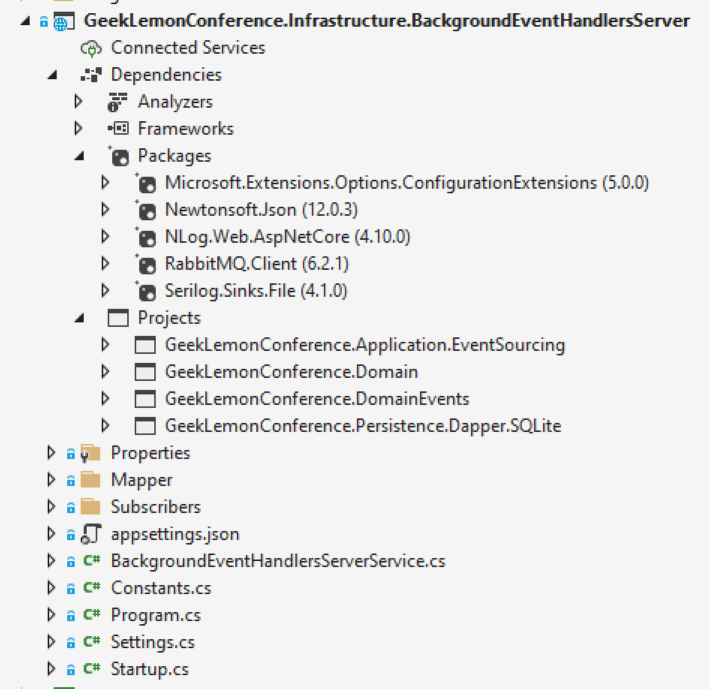 GeekLemonConference.Infrastructure.BackgroundEventHandlersServer
Connected Services
Dependencies
Analyzers
Frameworks
Packages
Microsoft.Extensions.Options.ConfigurationExtensions (5.0.0)
Newtonsoft.Json (12.0.3)
NLog.Web.AspNetCore (4.10.0)
RabbitMQ.Client (6.2.1)
Serilog.Sinks.File (4.1.0)
Projects
GeekLemonConference.Application.EventSourcing
GeekLemonConference.Domain
GeekLemonConference.DomainEvents
GeekLemonConference.Persistence.Dapper.SQLite
Properties
Mapper
Subscribers
appsettings.json
C# BackgroundEventHandlersServerService.cs
C# Constants.cs
C# Program.cs
C# Settings.cs
C# Startup.cs